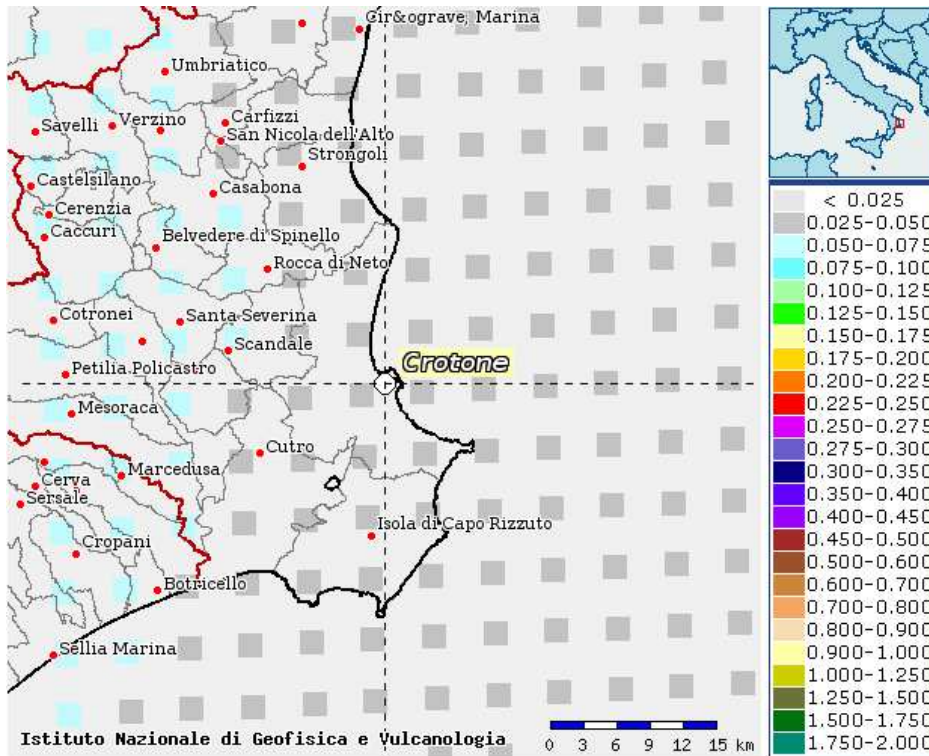 Cir&ograve; Marina
Umbriatico
Savelli
Verzino
Carfizzi
San Nicola dell'Alto
Strongoli
Castelsilano
Casabona
Cerenzia
Caccuri
Belvedere di Spinello
Rocca di Neto
Cotronei
Santa Severina
Scandale
Crotone
Petilia Policastro
Mesoraca
Cutro
Marcedusa
Cerva
Sersale
Isola di Capo Rizzuto
Cropani
Botricello
Sellia Marina
Istituto Nazionale di Geofisica e Vulcanologia
0 3 6 9 12 15 km
< 0.025
0.025-0.050
0.050-0.075
0.075-0.100
0.100-0.125
0.125-0.150
0.150-0.175
0.175-0.200
0.200-0.225
0.225-0.250
0.250-0.275
0.275-0.300
0.300-0.350
0.350-0.400
0.400-0.450
0.450-0.500
0.500-0.600
0.600-0.700
0.700-0.800
0.800-0.900
0.900-1.000
1.000-1.250
1.250-1.500
1.500-1.750
1.750-2.000